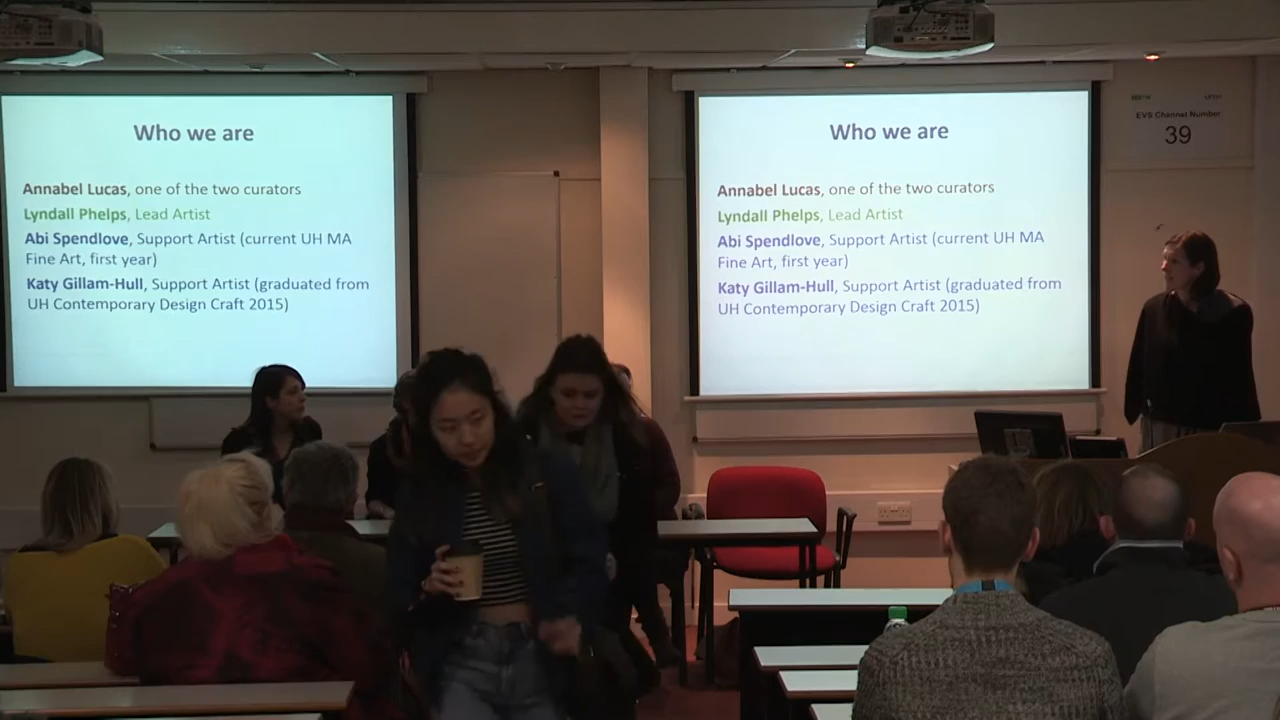 Who we are
Annabel Lucas, one of the two curators
Lyndall Phelps, Lead Artist
Abi Spendlove, Support Artist (current UH MA
Fine Art, first year)
Katy Gillam-Hull, Support Artist (graduated from
UH Contemporary Design Craft 2015)
Who we are
Annabel Lucas, one of the two curators
Lyndall Phelps, Lead Artist
Abi Spendlove, Support Artist (current UH MA
Fine Art, first year)
Katy Gillam-Hull, Support Artist (graduated from
UH Contemporary Design Craft 2015)
EVS Channel Number
39